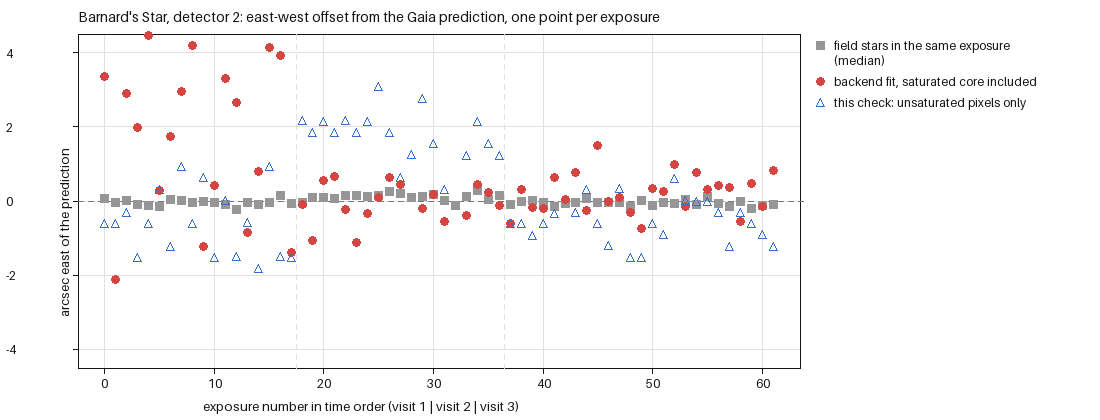 Barnard's Star, detector 2: east-west offset from the Gaia prediction, one point per exposure
arcsec east of the prediction
4
2
0
-2
-4
0
10
20
30
40
50
60
exposure number in time order (visit 1 | visit 2 | visit 3)
field stars in the same exposure
(median)
backend fit, saturated core included
this check: unsaturated pixels only